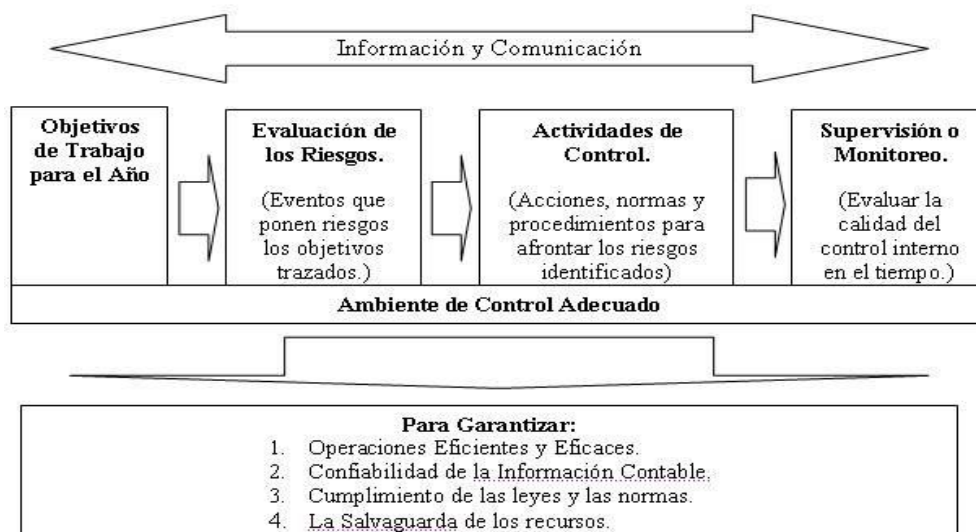 Información y Comunicación
Objetivos
de Trabajo
para el Año
Evaluación de
los Riesgos.
(Eventos que
ponen riesgos
los objetivos
trazados.)
Actividades de
Control.
(Acciones, normas y
procedimientos para
afrontar los riesgos
identificados)
Supervisión o
Monitoreo.
(Evaluar la
calidad del
control interno
en el tiempo.)
Ambiente de Control Adecuado
Para Garantizar:
1. Operaciones Eficientes y Eficaces.
2. Confiabilidad de la Información Contable.
3. Cumplimiento de las leyes y las normas.
4. La Salvaguarda de los recursos.